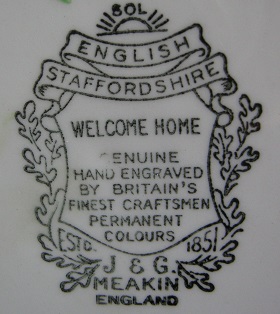 SOL
ENGLISH
STAFFORDSHIRE
WELCOME HOME
ENUINE
HAND ENGRAVED
BY BRITAIN'S
FINEST CRAFTSMEN
PERMANENT
COLOURS
ESTD. 1851
J & G.
MEAKIN
ENGLAND